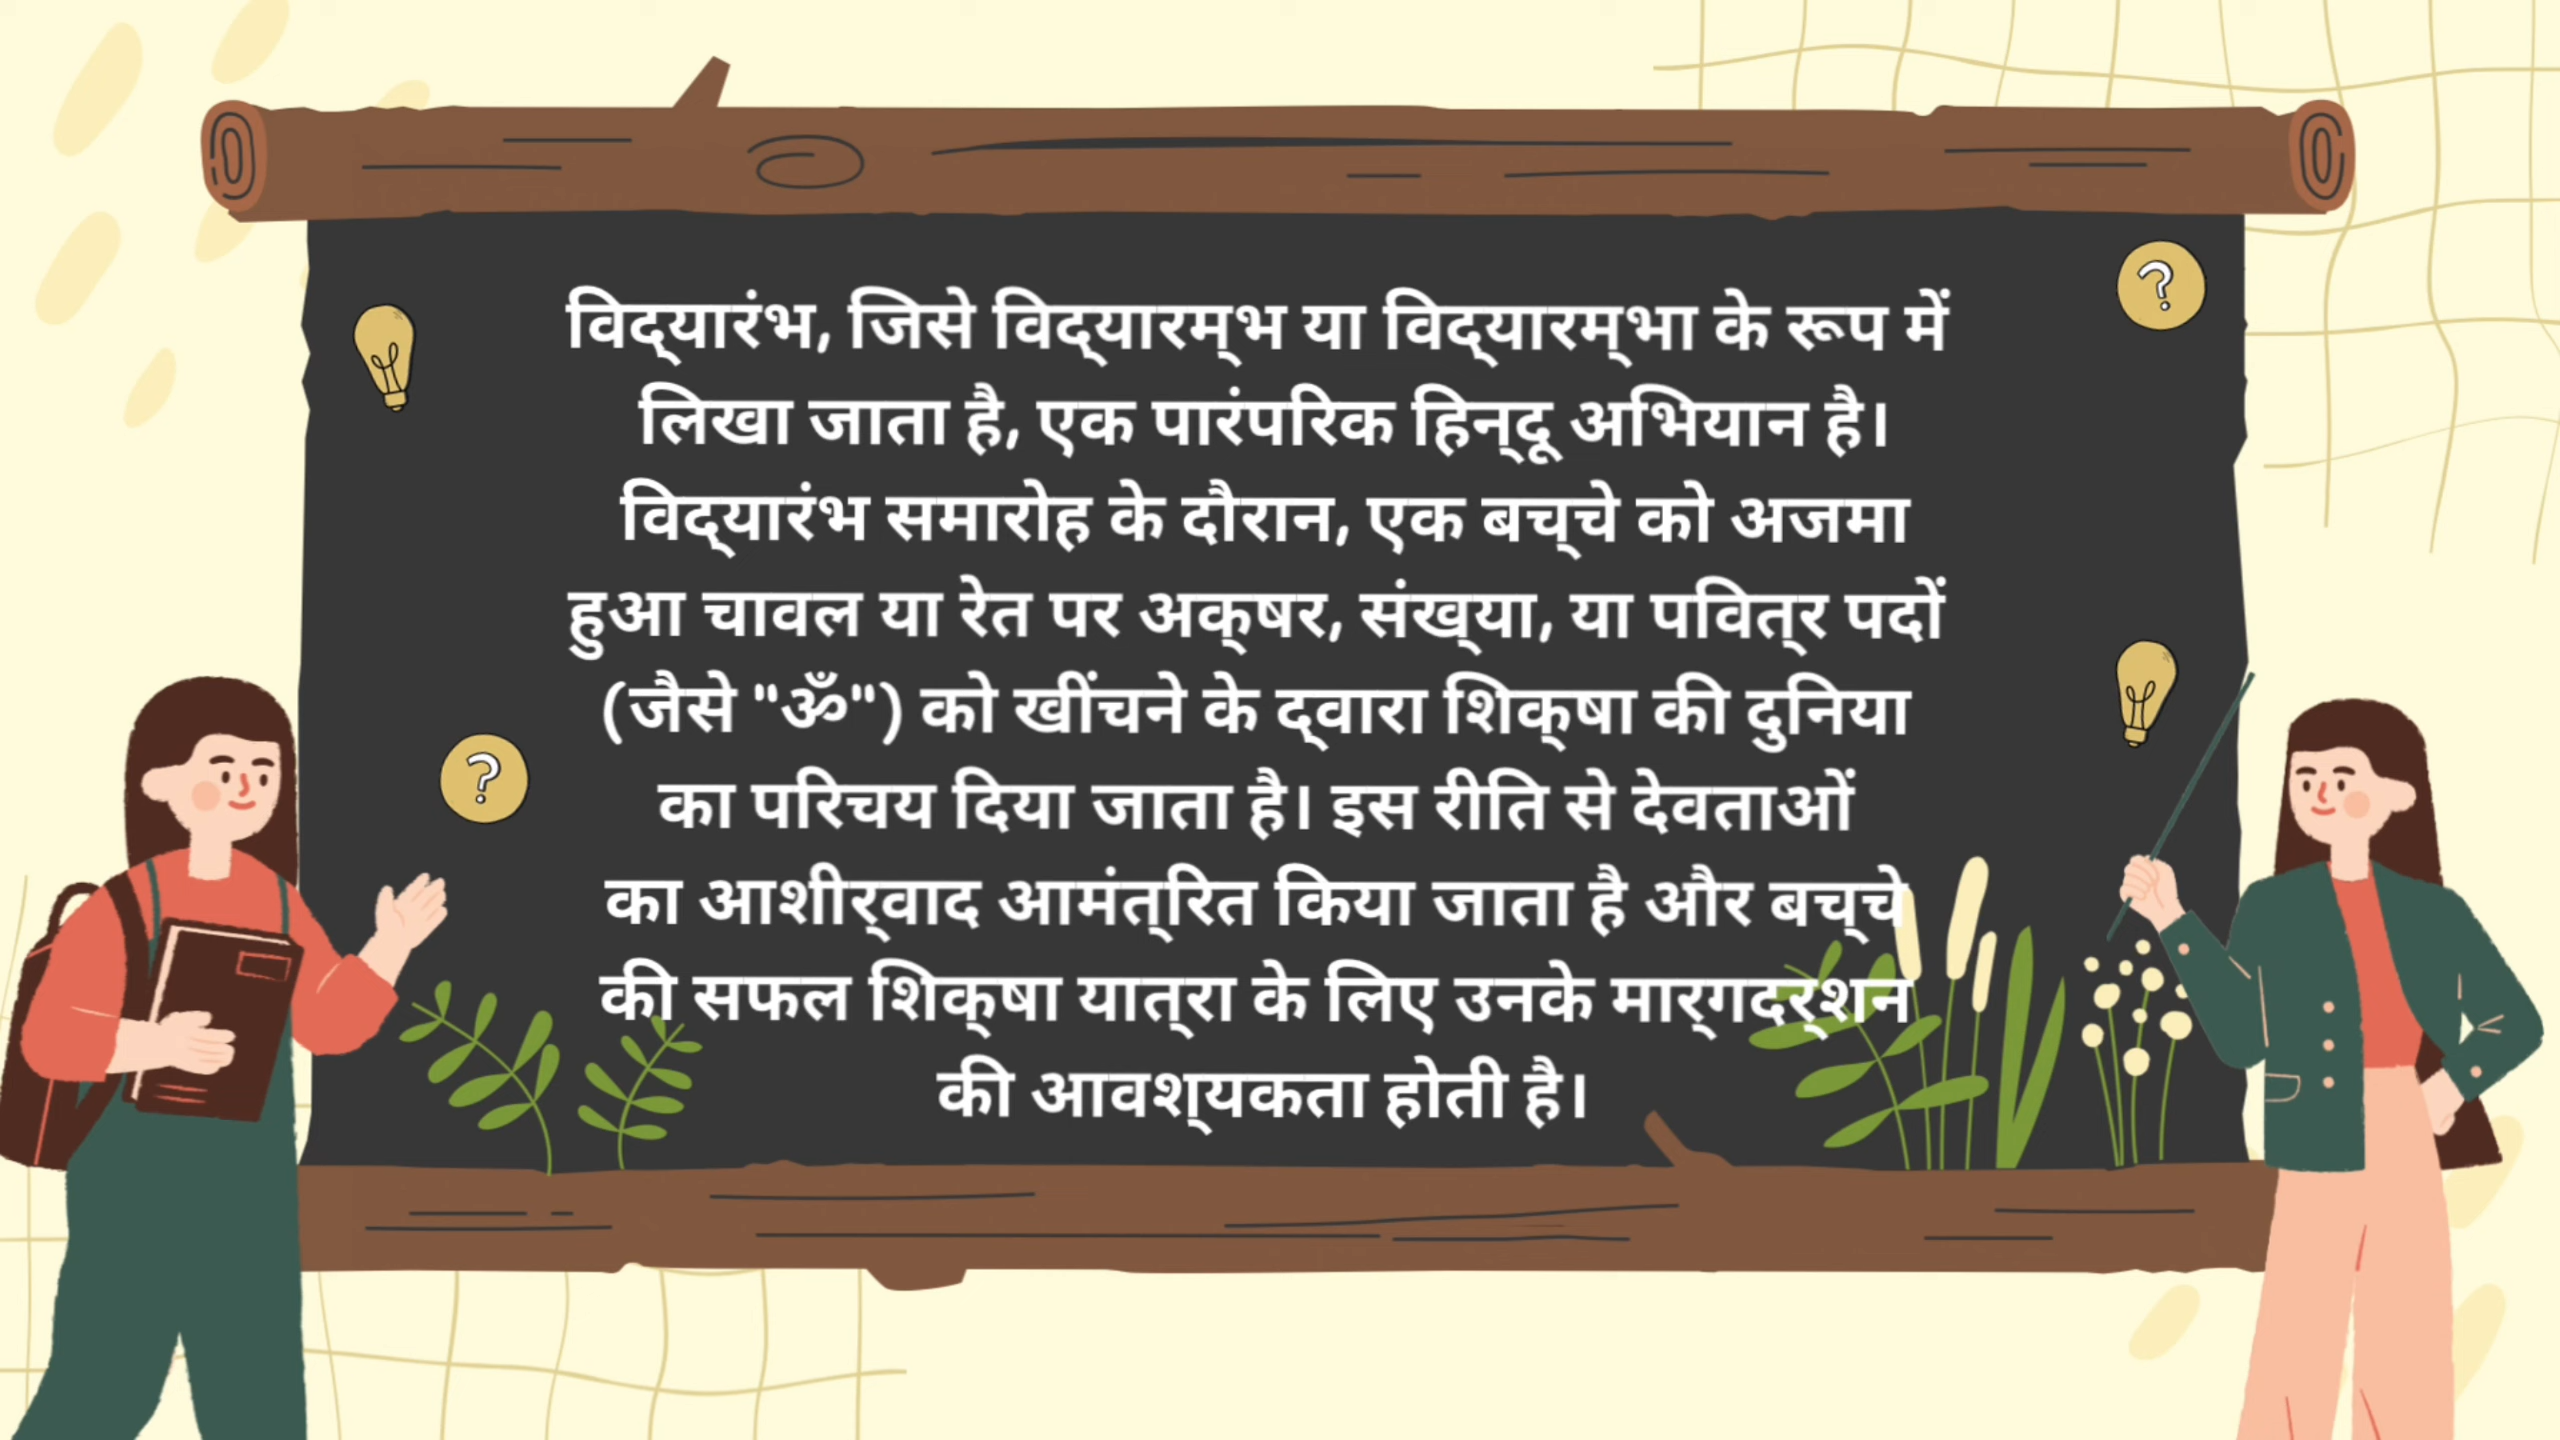 विद्यारंभ, जिसे विद्यारम्भ या विद्यारम्भा के रूप में
लिखा जाता है, एक पारंपरिक हिन्दू अभियान है।
विद्यारंभ समारोह के दौरान, एक बच्चे को अजमा
हुआ चावल या रेत पर अक्षर, संख्या, या पवित्र पदों
(जैसे "ॐ") को खींचने के द्वारा शिक्षा की दुनिया
का परिचय दिया जाता है। इस रीति से देवताओं
का आशीर्वाद आमंत्रित किया जाता है और बच्चे
की सफल शिक्षा यात्रा के लिए उनके मार्गदर्शन
की आवश्यकता होती है।